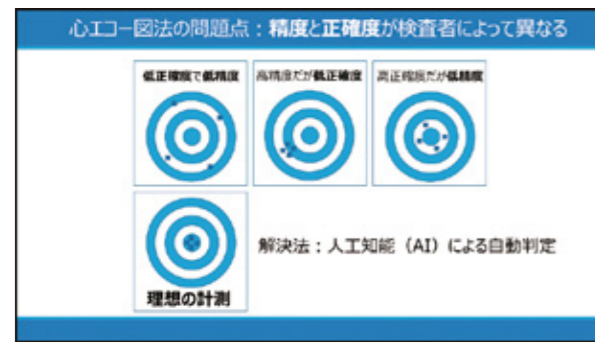 心エコー図法の問題点：精度と正確度が検査者によって異なる
低正確度で低精度
高精度だが低正確度
高正確度だが低精度
解決法：人工知能（AI）による自動判定
理想の計測